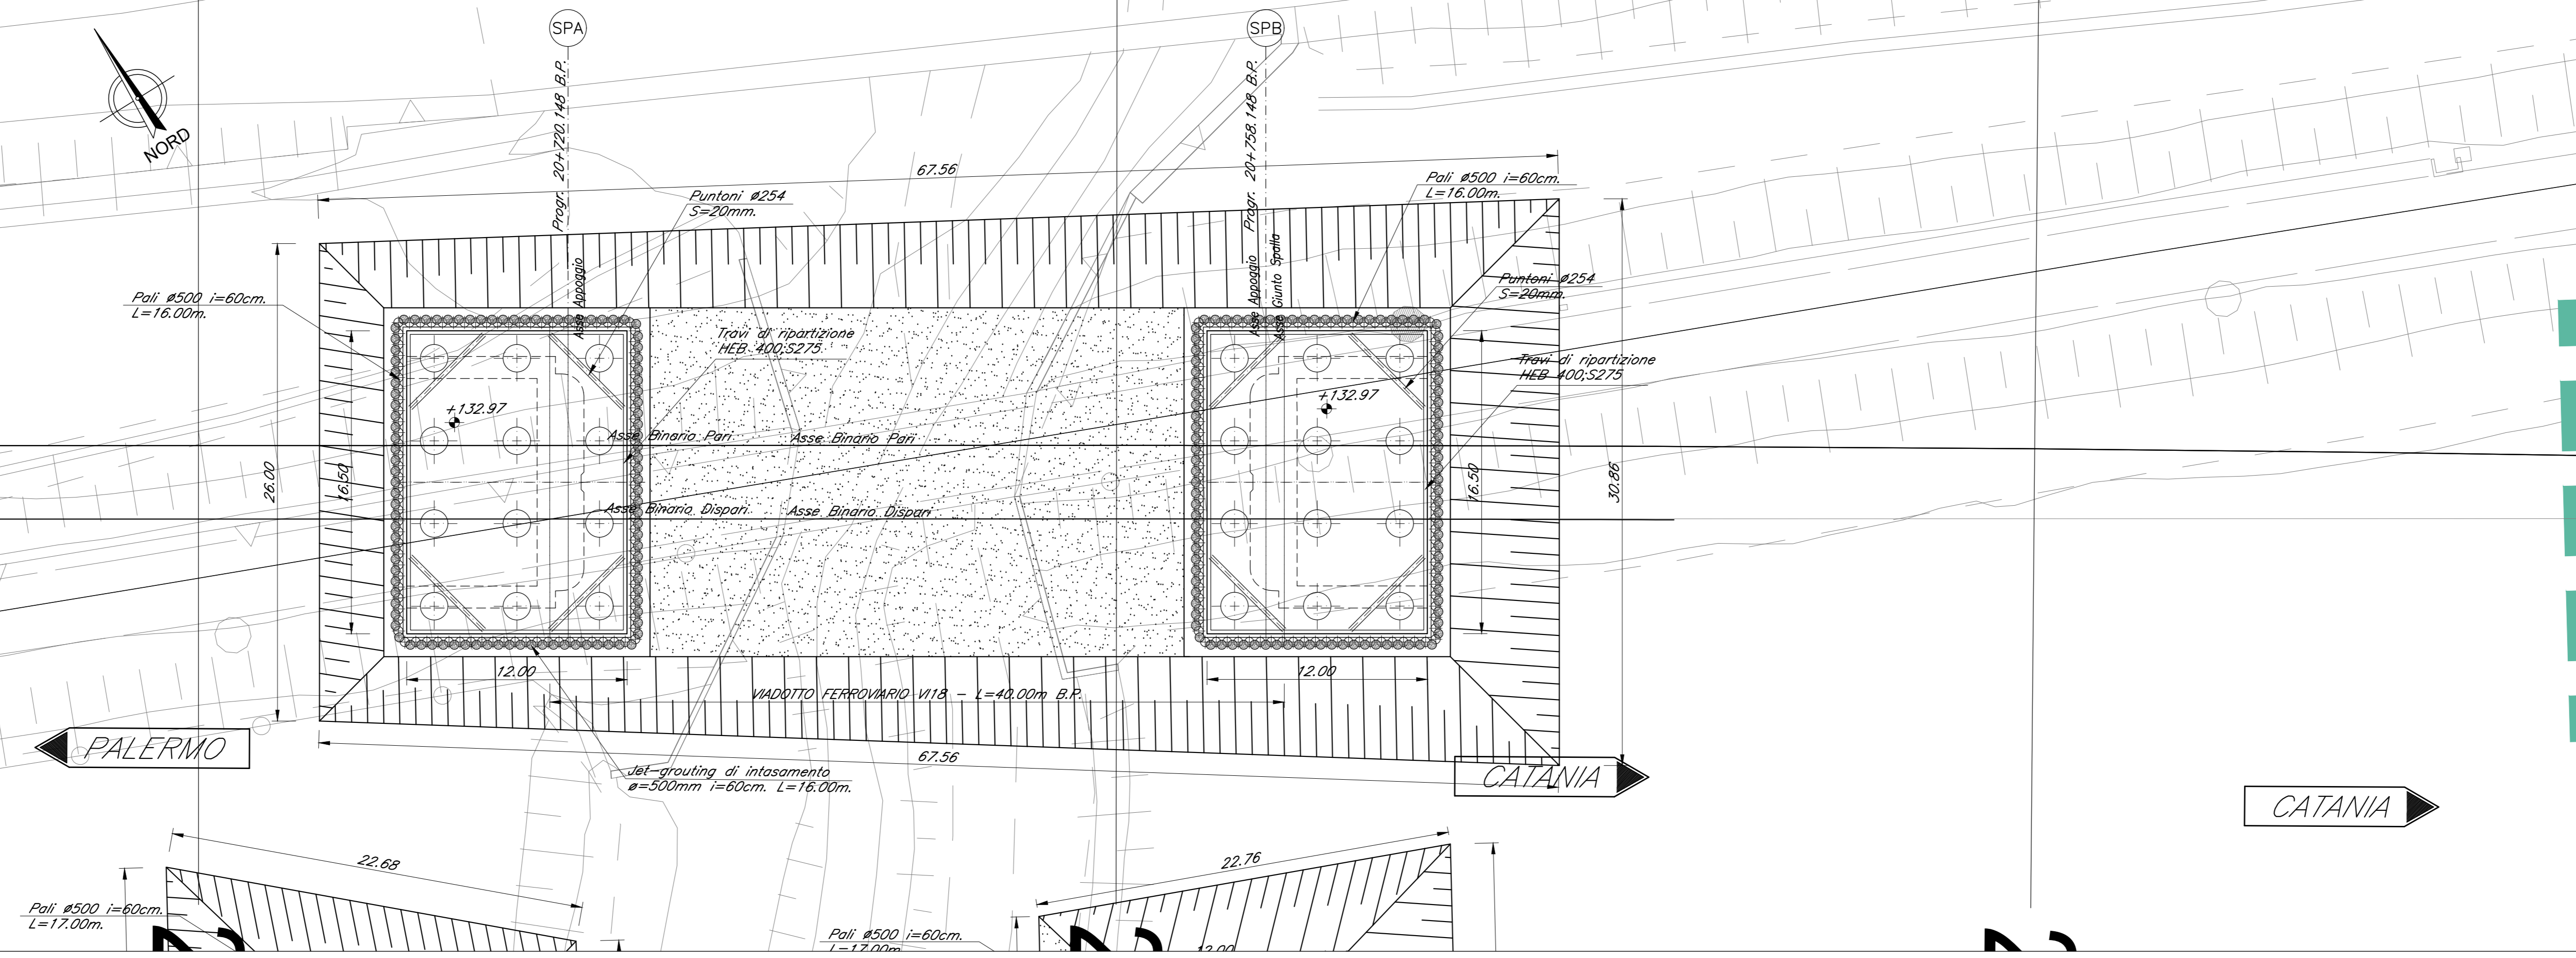 SPA
SPB
NORD
Progr. 20+720.148 B.P.
Progr. 20+758.148 B.P.
67.56
Puntoni ø254
S=20mm.
Pali ø500 i=60cm.
L=16.00m.
Asse Appoggio
Asse Appoggio
Asse Giunto Spalla
Puntoni ø254
S=20mm.
Pali ø500 i=60cm.
L=16.00m.
Travi di ripartizione
HEB 400;S275
Travi di ripartizione
HEB 400;S275
+132.97
+132.97
Asse Binario Pari
Asse Binario Pari
26.00
16.50
16.50
30.86
Asse Binario Dispari
Asse Binario Dispari
12.00
12.00
VIADOTTO FERROVIARIO VI18 - L=40.00m B.P.
PALERMO
67.56
Jet-grouting di intasamento
ø=500mm i=60cm. L=16.00m.
CATANIA
CATANIA
22.68
22.76
Pali ø500 i=60cm.
L=17.00m.
Pali ø500 i=60cm.
L=17.00m
12.00